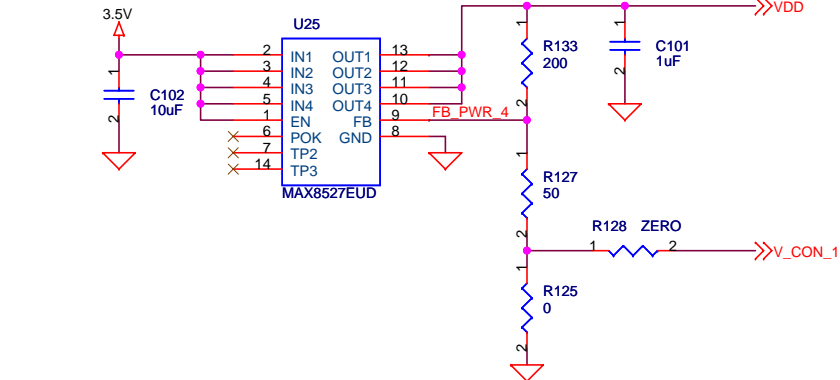 3.5V
VDD
U25
1
1
R133
200
C101
1uF
2
IN1
OUT1
13
3
IN2
OUT2
12
4
IN3
OUT3
11
5
IN4
OUT4
10
1
EN
FB
9
FB_PWR_4
6
POK
GND
8
7
TP2
14
TP3
MAX8527EUD
1
C102
10uF
2
2
2
1
R127
50
2
R128
ZERO
1
2
V_CON_1
1
R125
0
2